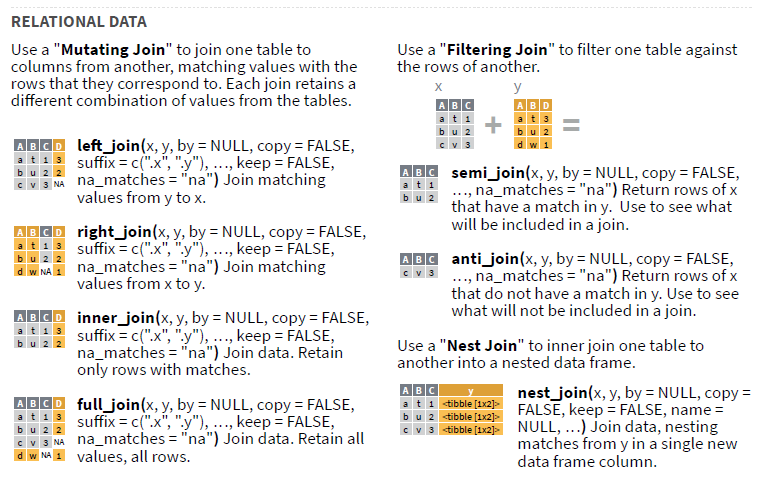 RELATIONAL DATA
Use a "Mutating Join" to join one table to
columns from another, matching values with the
rows that they correspond to. Each join retains a
different combination of values from the tables.
A B C D
a t 1 3
b u 2 2
c v 3 NA
left_join(x, y, by = NULL, copy = FALSE,
suffix = c(".x", ".y"), …, keep = FALSE,
na_matches = "na") Join matching
values from y to x.
A B C D
a t 1 3
b u 2 2
d w NA 1
right_join(x, y, by = NULL, copy = FALSE,
suffix = c(".x", ".y"), …, keep = FALSE,
na_matches = "na") Join matching
values from x to y.
A B C D
a t 1 3
b u 2 2
inner_join(x, y, by = NULL, copy = FALSE,
suffix = c(".x", ".y"), …, keep = FALSE,
na_matches = "na") Join data. Retain
only rows with matches.
A B C D
a t 1 3
b u 2 2
c v 3 NA
d w NA 1
full_join(x, y, by = NULL, copy = FALSE,
suffix = c(".x", ".y"), …, keep = FALSE,
na_matches = "na") Join data. Retain all
values, all rows.
Use a "Filtering Join" to filter one table against
the rows of another.
x y
A B C A B D
a t 1 a t 3
b u 2 + b u 2 =
c v 3 d w 1
A B C
a t 1
b u 2
semi_join(x, y, by = NULL, copy = FALSE,
…, na_matches = "na") Return rows of x
that have a match in y. Use to see what
will be included in a join.
A B C
c v 3
anti_join(x, y, by = NULL, copy = FALSE,
…, na_matches = "na") Return rows of x
that do not have a match in y. Use to see
what will not be included in a join.
Use a "Nest Join" to inner join one table to
another into a nested data frame.
A B C y
a t 1 <tibble [1x2]>
b u 2 <tibble [1x2]>
c v 3 <tibble [1x2]>
nest_join(x, y, by = NULL, copy =
FALSE, keep = FALSE, name =
NULL, …) Join data, nesting
matches from y in a single new
data frame column.